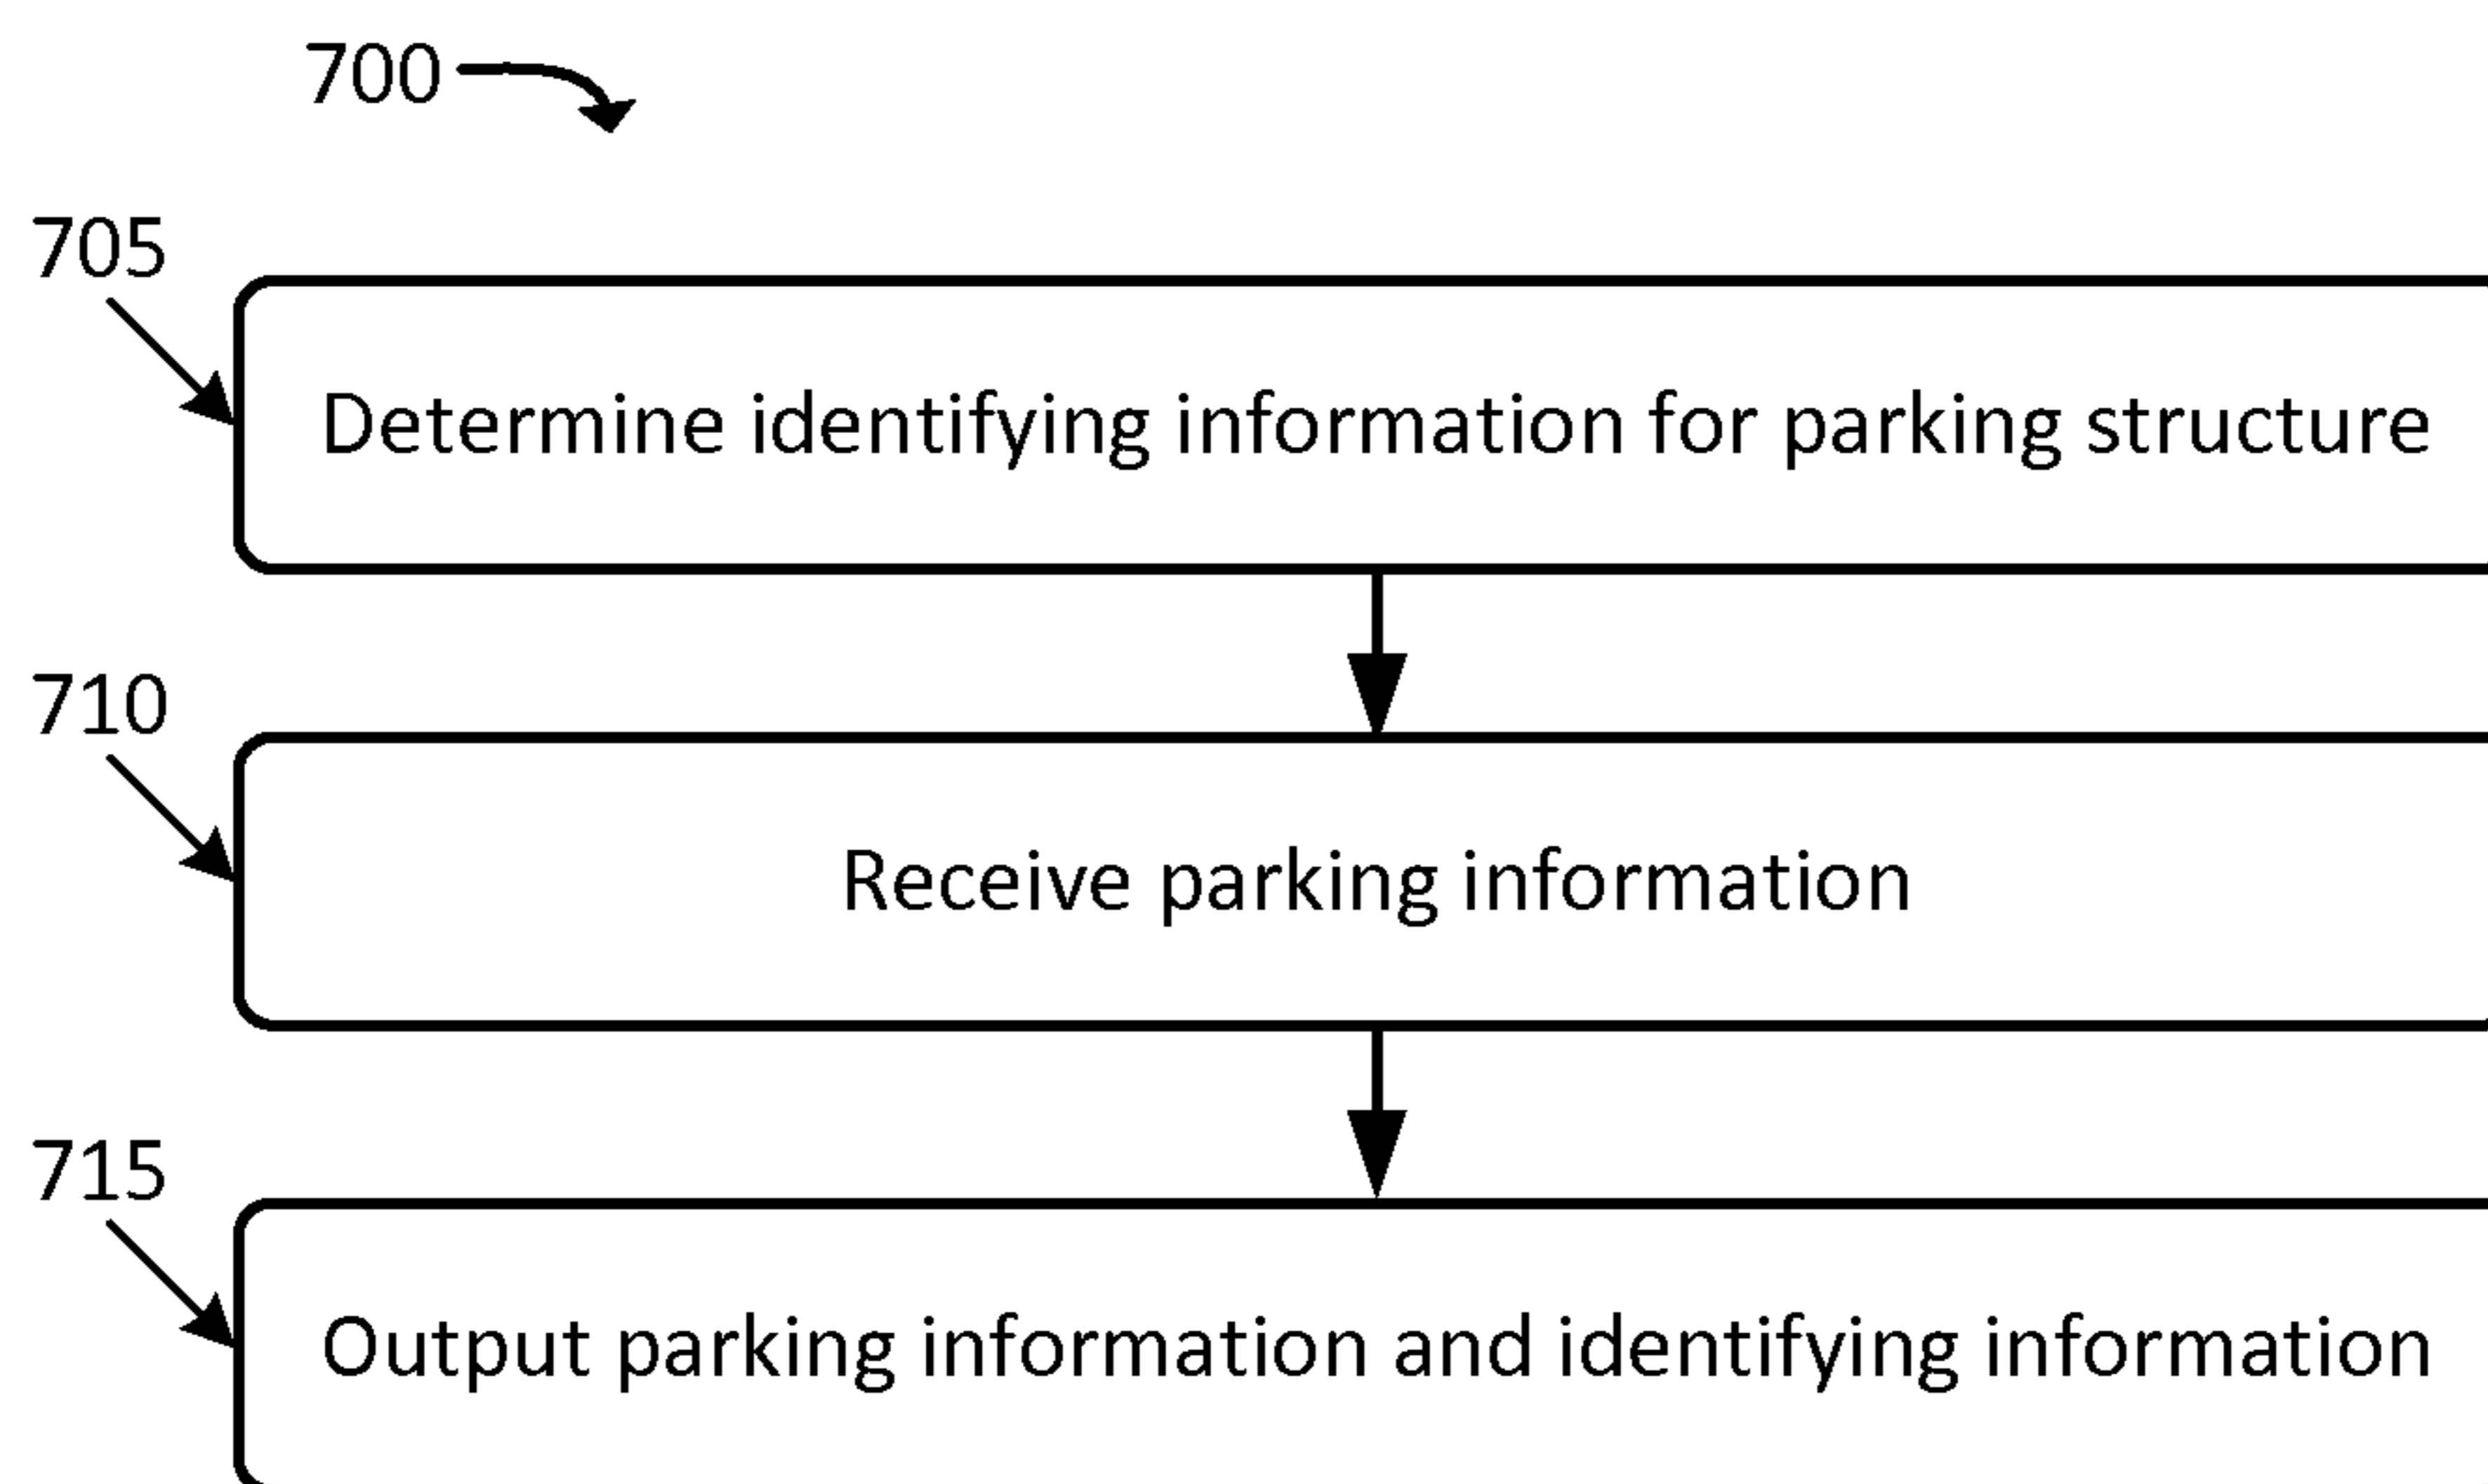 700
705
Determine identifying information for parking structure
710
Receive parking information
715
Output parking information and identifying information